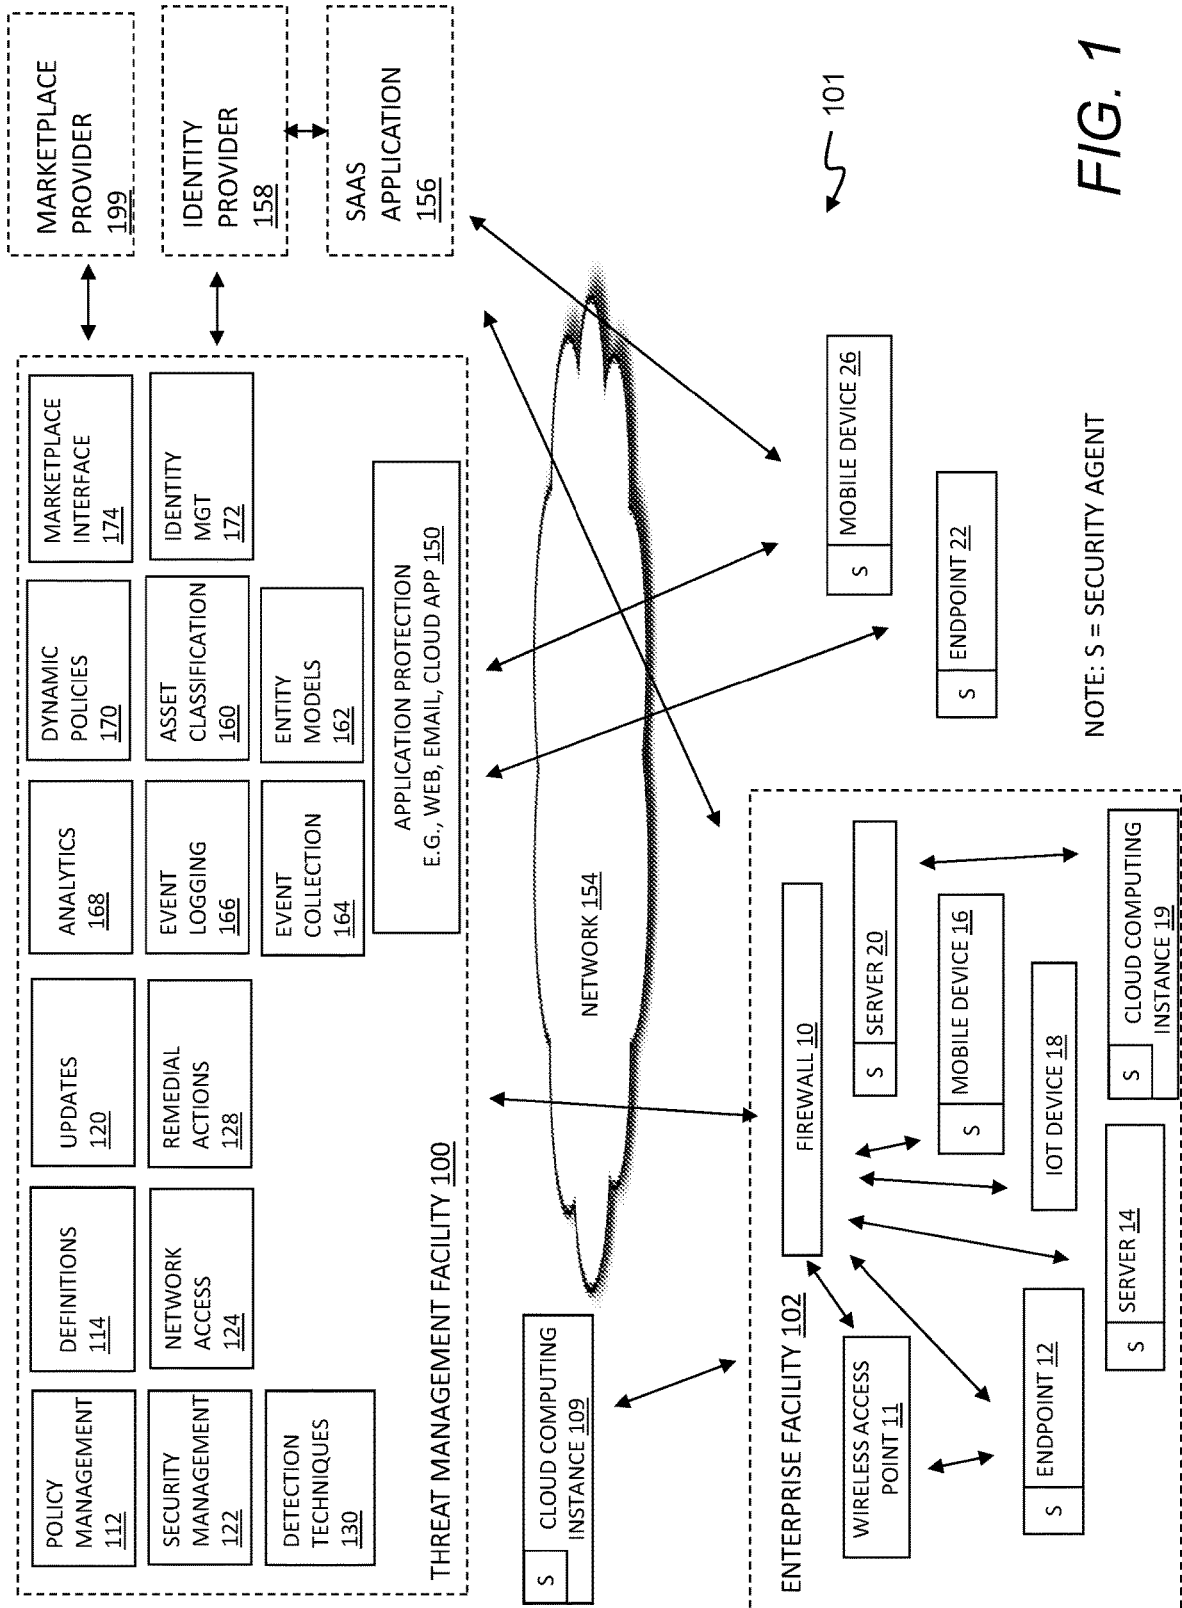 POLICY
MANAGEMENT
112
DEFINITIONS
114
UPDATES
120
ANALYTICS
168
DYNAMIC
POLICIES
170
MARKETPLACE
INTERFACE
174
MARKETPLACE
PROVIDER
199
SECURITY
MANAGEMENT
122
NETWORK
ACCESS
124
REMEDIAL
ACTIONS
128
EVENT
LOGGING
166
ASSET
CLASSIFICATION
160
IDENTITY
MGT
172
IDENTITY
PROVIDER
158
DETECTION
TECHNIQUES
130
EVENT
COLLECTION
164
ENTITY
MODELS
162
SAAS
APPLICATION
156
APPLICATION PROTECTION
E.G., WEB, EMAIL, CLOUD APP 150
THREAT MANAGEMENT FACILITY 100
S
CLOUD COMPUTING
INSTANCE 109
NETWORK 154
101
ENTERPRISE FACILITY 102
FIREWALL 10
WIRELESS ACCESS
POINT 11
S
SERVER 20
S
MOBILE DEVICE 26
S
MOBILE DEVICE 16
S
ENDPOINT 22
S
ENDPOINT 12
IOT DEVICE 18
S
SERVER 14
S
CLOUD COMPUTING
INSTANCE 19
NOTE: S = SECURITY AGENT
FIG. 1